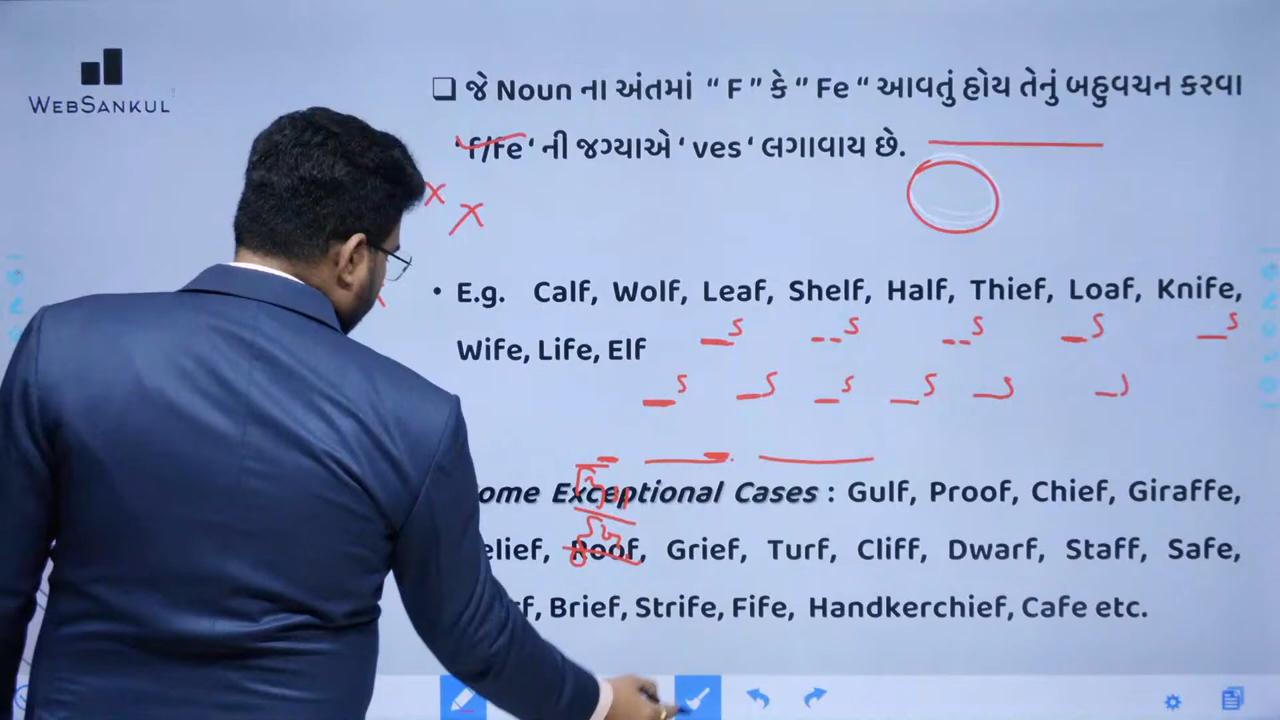 WEBSANKUL
❑ જે Noun ના અંતમાં “ F ” કે ” Fe “ આવતું હોય તેનું બહુવચન કરવા
‘ f/Fe ‘ ની જગ્યાએ ‘ ves ‘ લગાવાય છે.
• E.g. Calf, Wolf, Leaf, Shelf, Half, Thief, Loaf, Knife,
Wife, Life, Elf
ome Exceptional Cases : Gulf, Proof, Chief, Giraffe,
elief, Roof, Grief, Turf, Cliff, Dwarf, Staff, Safe,
Brief, Strife, Fife, Handkerchief, Cafe etc.